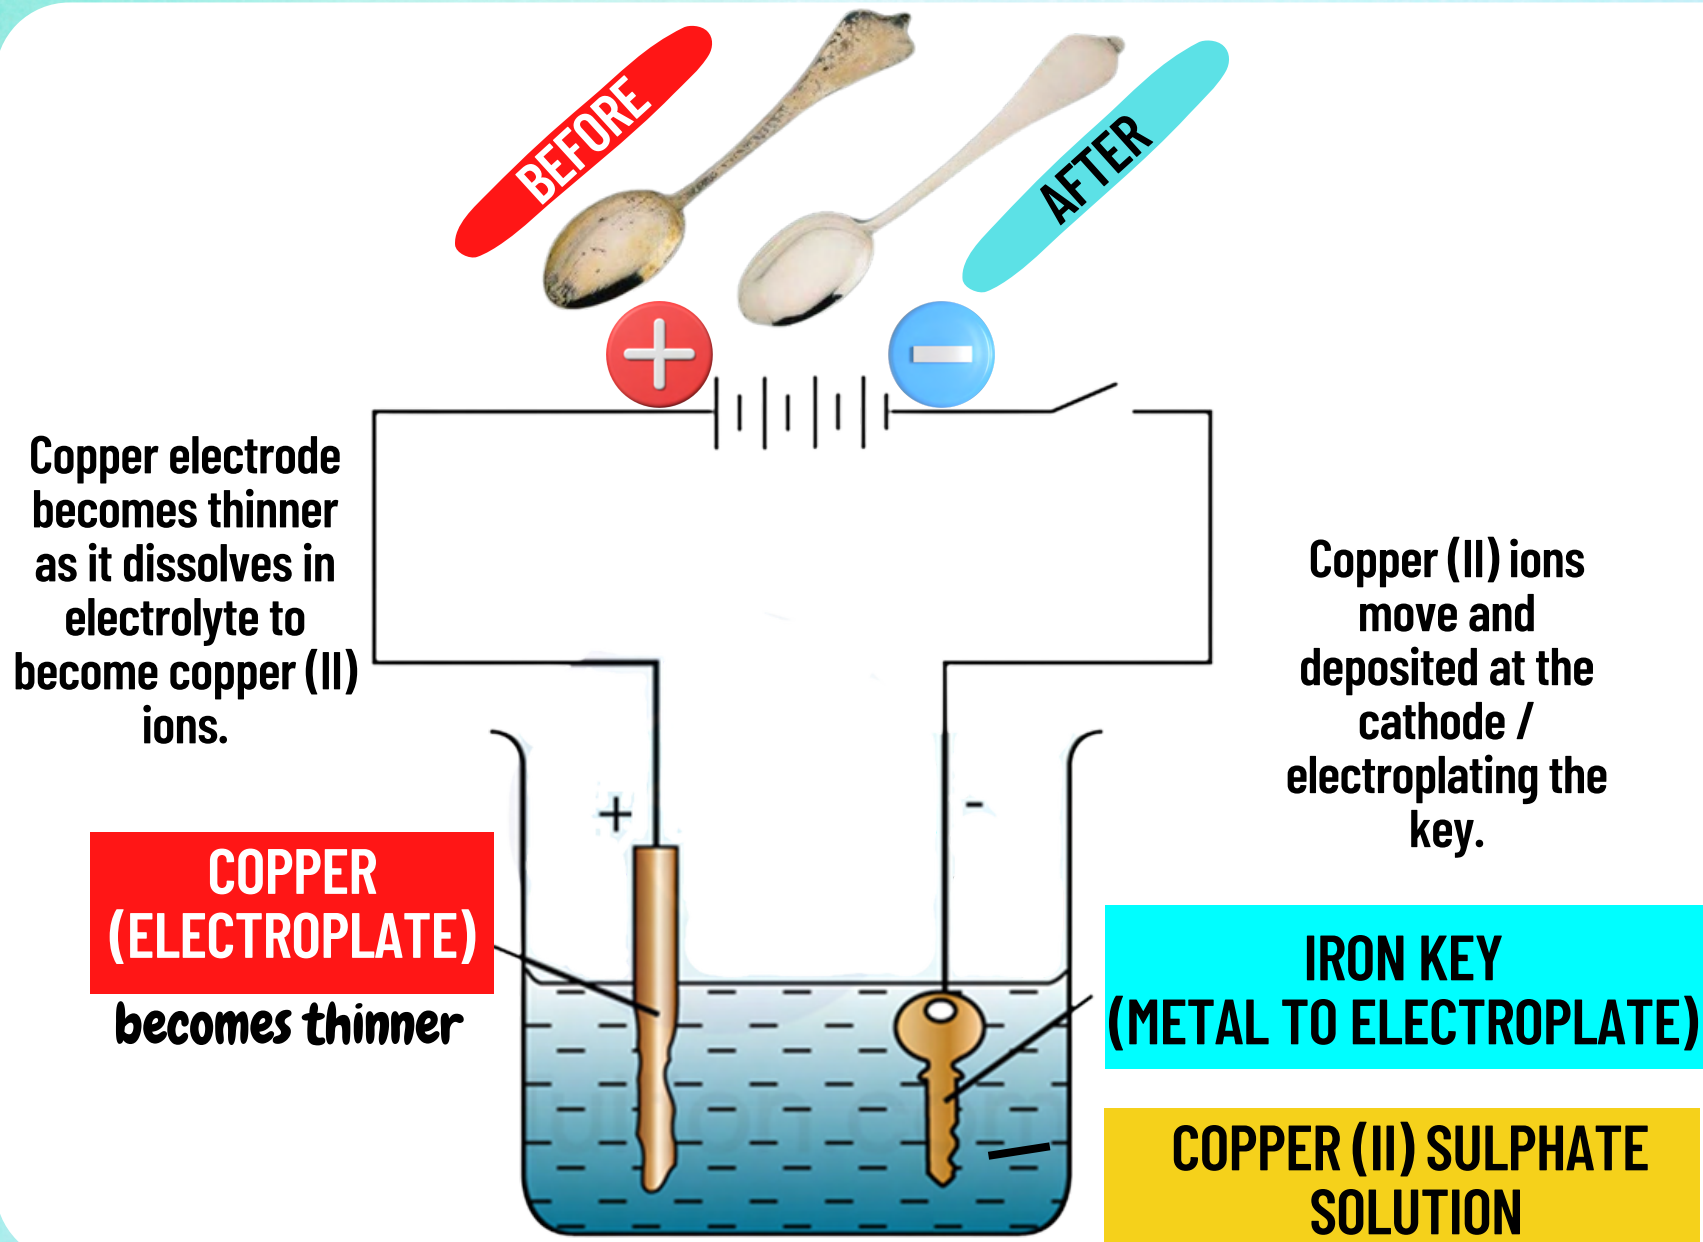 BEFORE
AFTER
Copper electrode
becomes thinner
as it dissolves in
electrolyte to
become copper (II)
ions.
Copper (II) ions
move and
deposited at the
cathode /
electroplating the
key.
+
-
COPPER
(ELECTROPLATE)
becomes thinner
IRON KEY
(METAL TO ELECTROPLATE)
COPPER (II) SULPHATE
SOLUTION